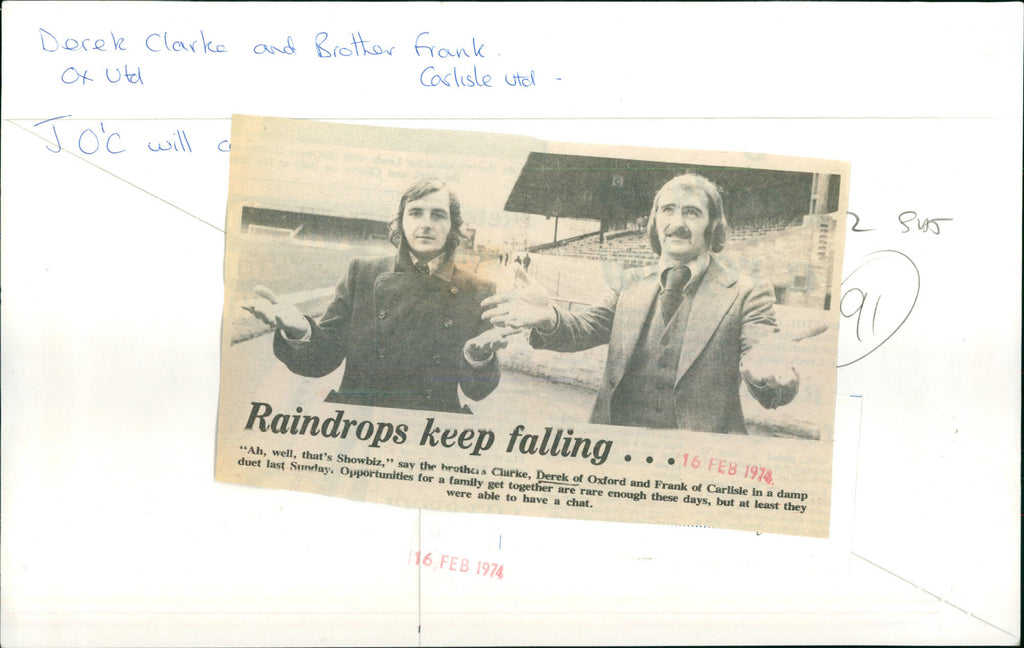 Derek Clarke and Brother Frank.
Ox Utd Carlisle Utd -
J O'C will
91
Raindrops keep falling . . .
16 FEB 1974
"Ah, well, that's Showbiz," say the brothers Clarke, Derek of Oxford and Frank of Carlisle in a damp
duet last Sunday. Opportunities for a family get together are rare enough these days, but at least they
were able to have a chat.
16 FEB 1974